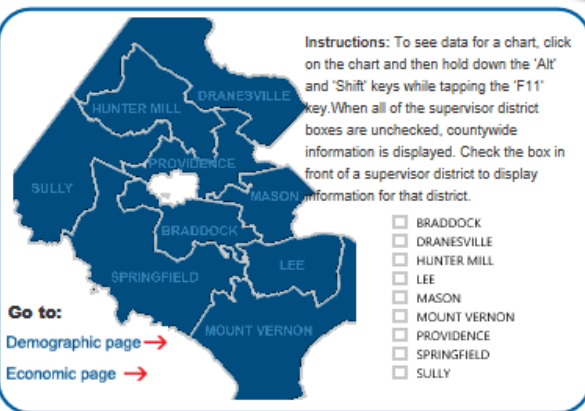 Instructions: To see data for a chart, click
on the chart and then hold down the 'Alt'
and 'Shift' keys while tapping the 'F11'
key.When all of the supervisor district
boxes are unchecked, countywide
information is displayed. Check the box in
front of a supervisor district to display
information for that district.
DRANESVILLE
HUNTER MILL
PROVIDENCE
SULLY
MASON
BRADDOCK
LEE
SPRINGFIELD
MOUNT VERNON
BRADDOCK
DRANESVILLE
HUNTER MILL
LEE
MASON
MOUNT VERNON
PROVIDENCE
SPRINGFIELD
SULLY
Go to:
Demographic page
Economic page